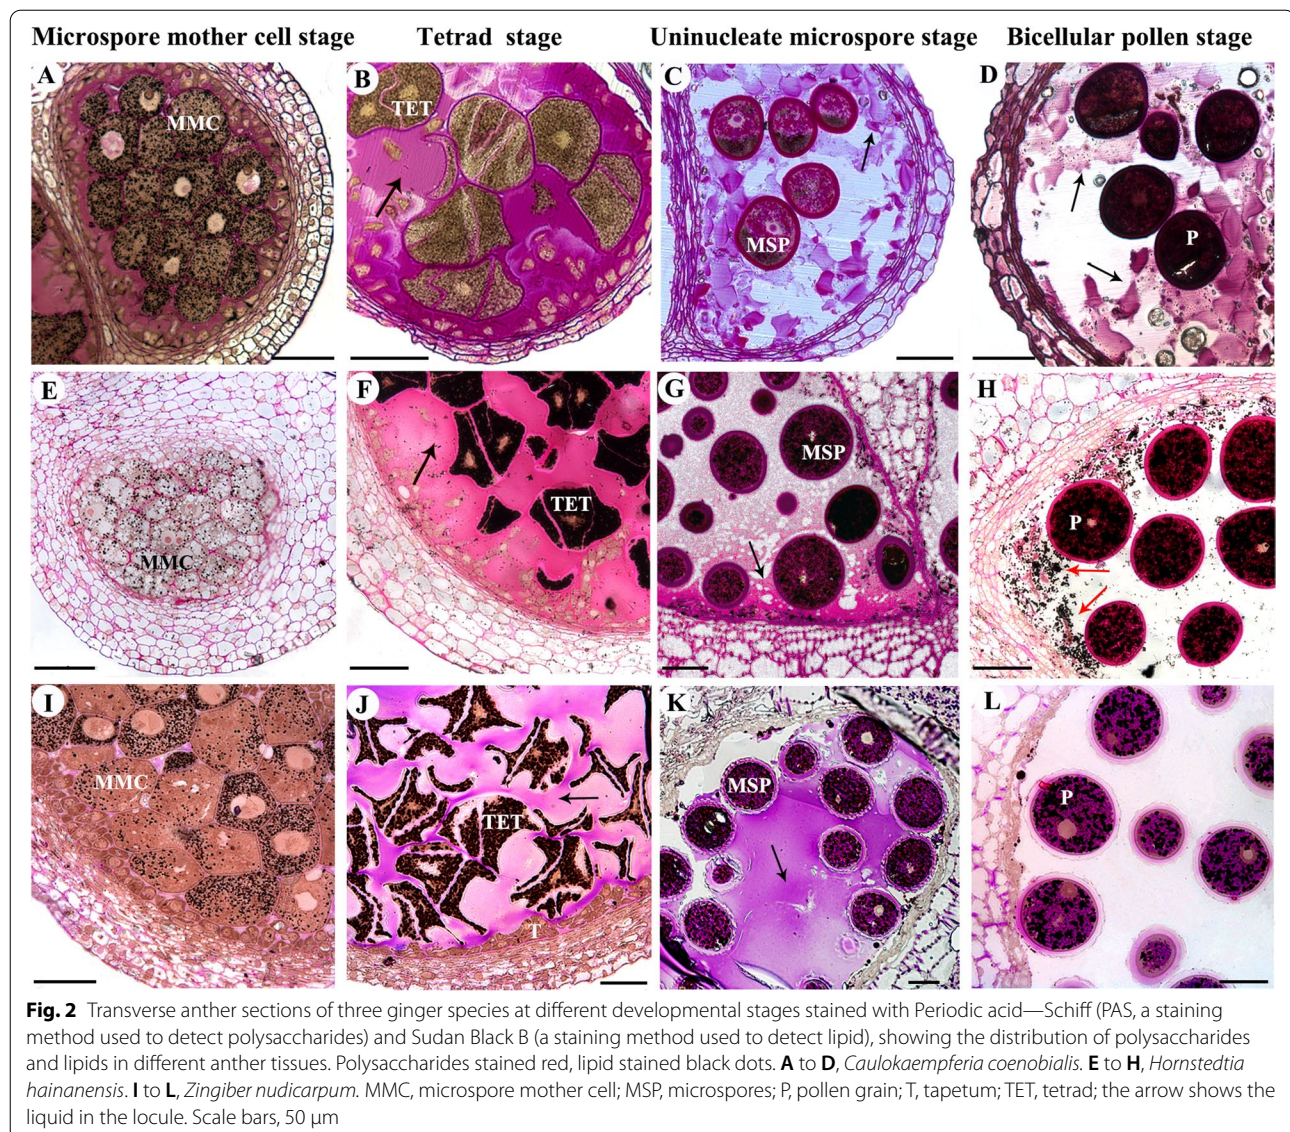 Microspore mother cell stage Tetrad stage Uninucleate microspore stage Bicellular pollen stage
A MMC B TET C MSP D P
E MMC F TET G MSP H P
I MMC J TET T K MSP L P
Fig. 2 Transverse anther sections of three ginger species at different developmental stages stained with Periodic acid—Schiff (PAS, a staining
method used to detect polysaccharides) and Sudan Black B (a staining method used to detect lipid), showing the distribution of polysaccharides
and lipids in different anther tissues. Polysaccharides stained red, lipid stained black dots. A to D, Caulokaempferia coenobialis. E to H, Hornstedtia
hainanensis. I to L, Zingiber nudicarpum. MMC, microspore mother cell; MSP, microspores; P, pollen grain; T, tapetum; TET, tetrad; the arrow shows the
liquid in the locule. Scale bars, 50 μm